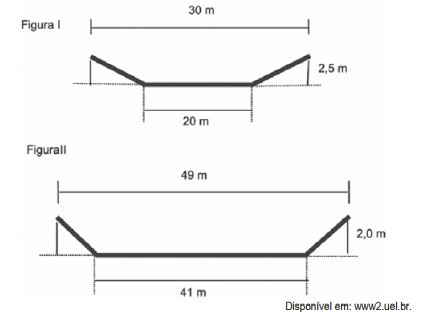 30 m
Figura I
2,5 m
20 m
FiguraII
49 m
2,0 m
41 m
Disponível em: www2.uel.br.